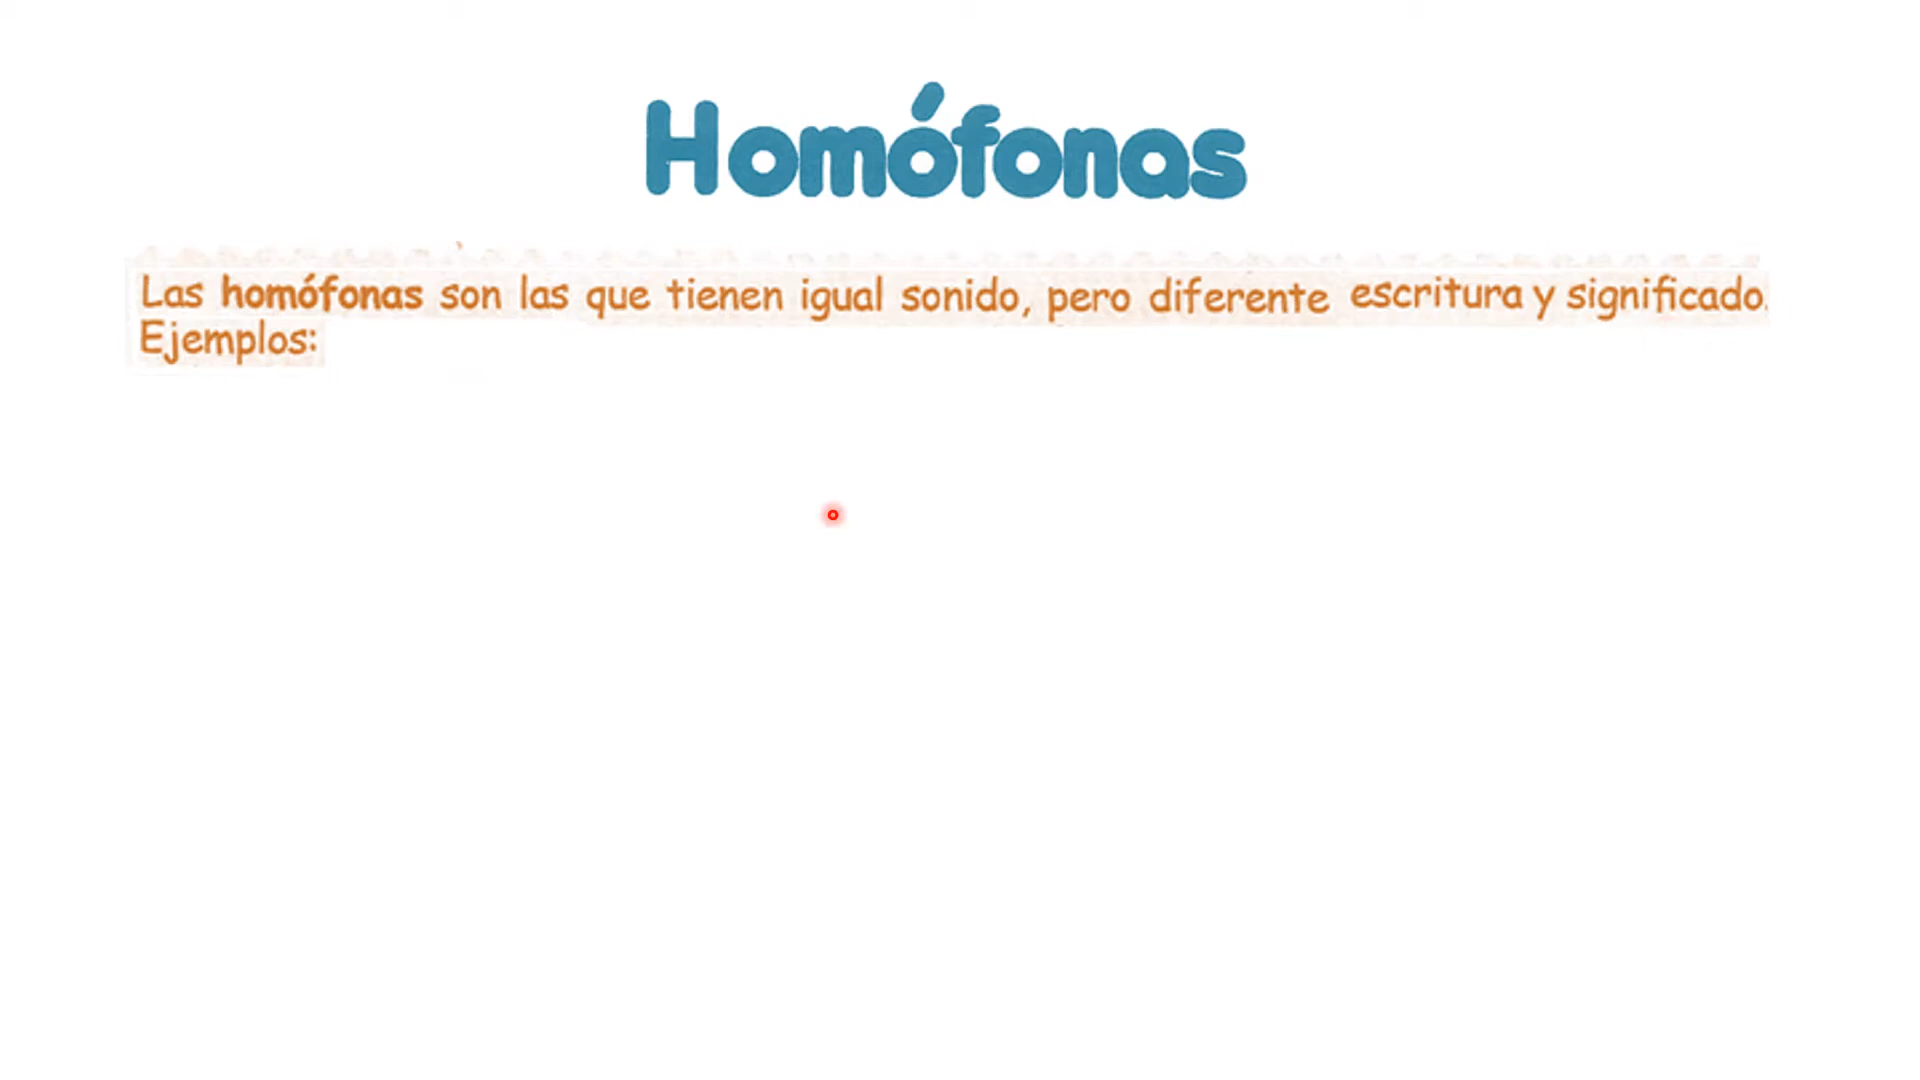 Homófonas
Las homófonas son las que tienen igual sonido, pero diferente escritura y significado.
Ejemplos: